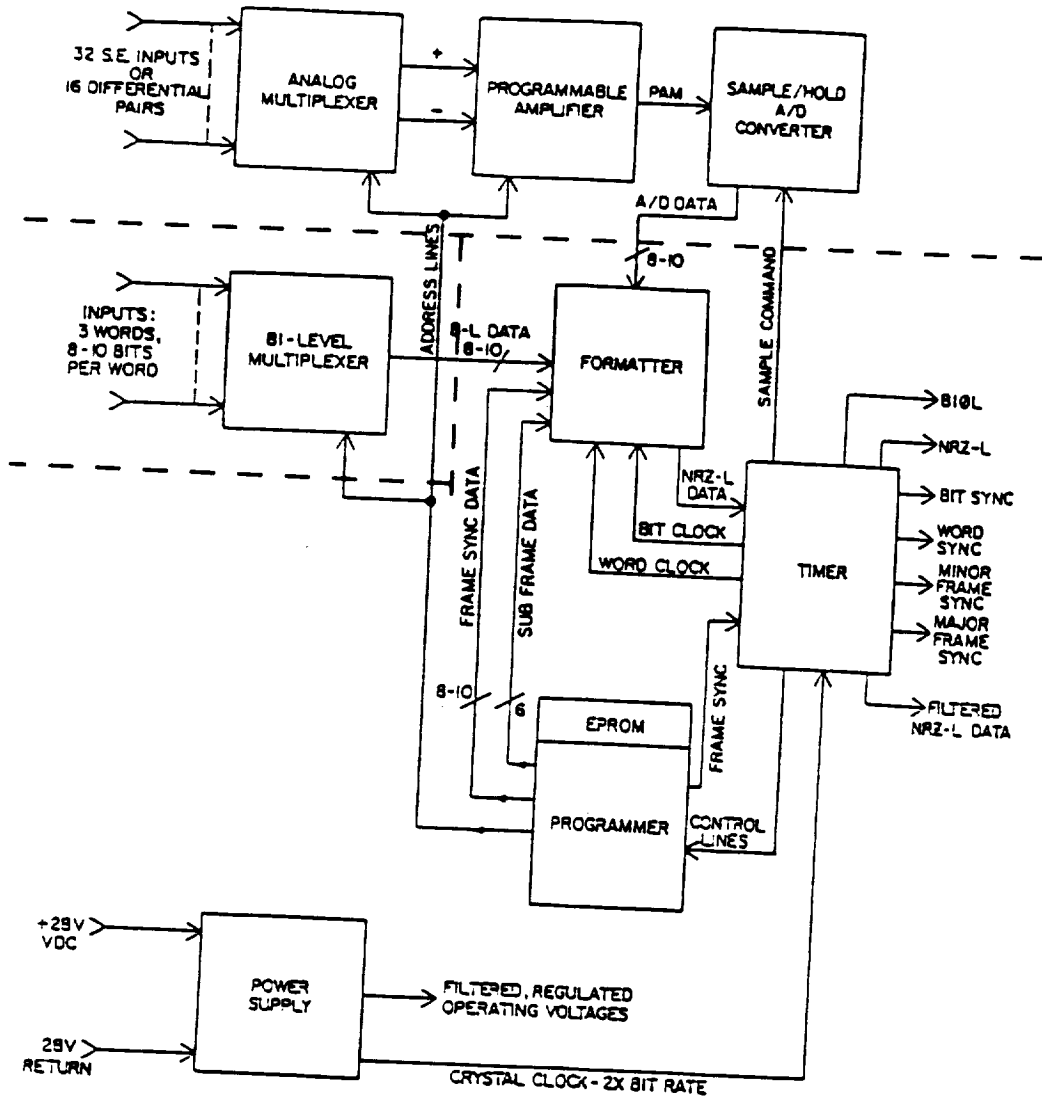 32 S.E. INPUTS
OR
16 DIFFERENTIAL
PAIRS
ANALOG
MULTIPLEXER
+
-
PROGRAMMABLE
AMPLIFIER
PAM
SAMPLE/HOLD
A/D
CONVERTER
A/D DATA
8-10
ADDRESS LINES
SAMPLE COMMAND
INPUTS:
3 WORDS,
8-10 BITS
PER WORD
BI-LEVEL
MULTIPLEXER
B-L DATA
8-10
FORMATTER
NRZ-L
DATA
BIT CLOCK
WORD CLOCK
FRAME SYNC DATA
SUB FRAME DATA
8-10
6
TIMER
BIØL
NRZ-L
BIT SYNC
WORD
SYNC
MINOR
FRAME
SYNC
MAJOR
FRAME
SYNC
FILTERED
NRZ-L DATA
FRAME SYNC
EPROM
PROGRAMMER
CONTROL
LINES
+28V
VDC
28V
RETURN
POWER
SUPPLY
FILTERED, REGULATED
OPERATING VOLTAGES
CRYSTAL CLOCK - 2X BIT RATE